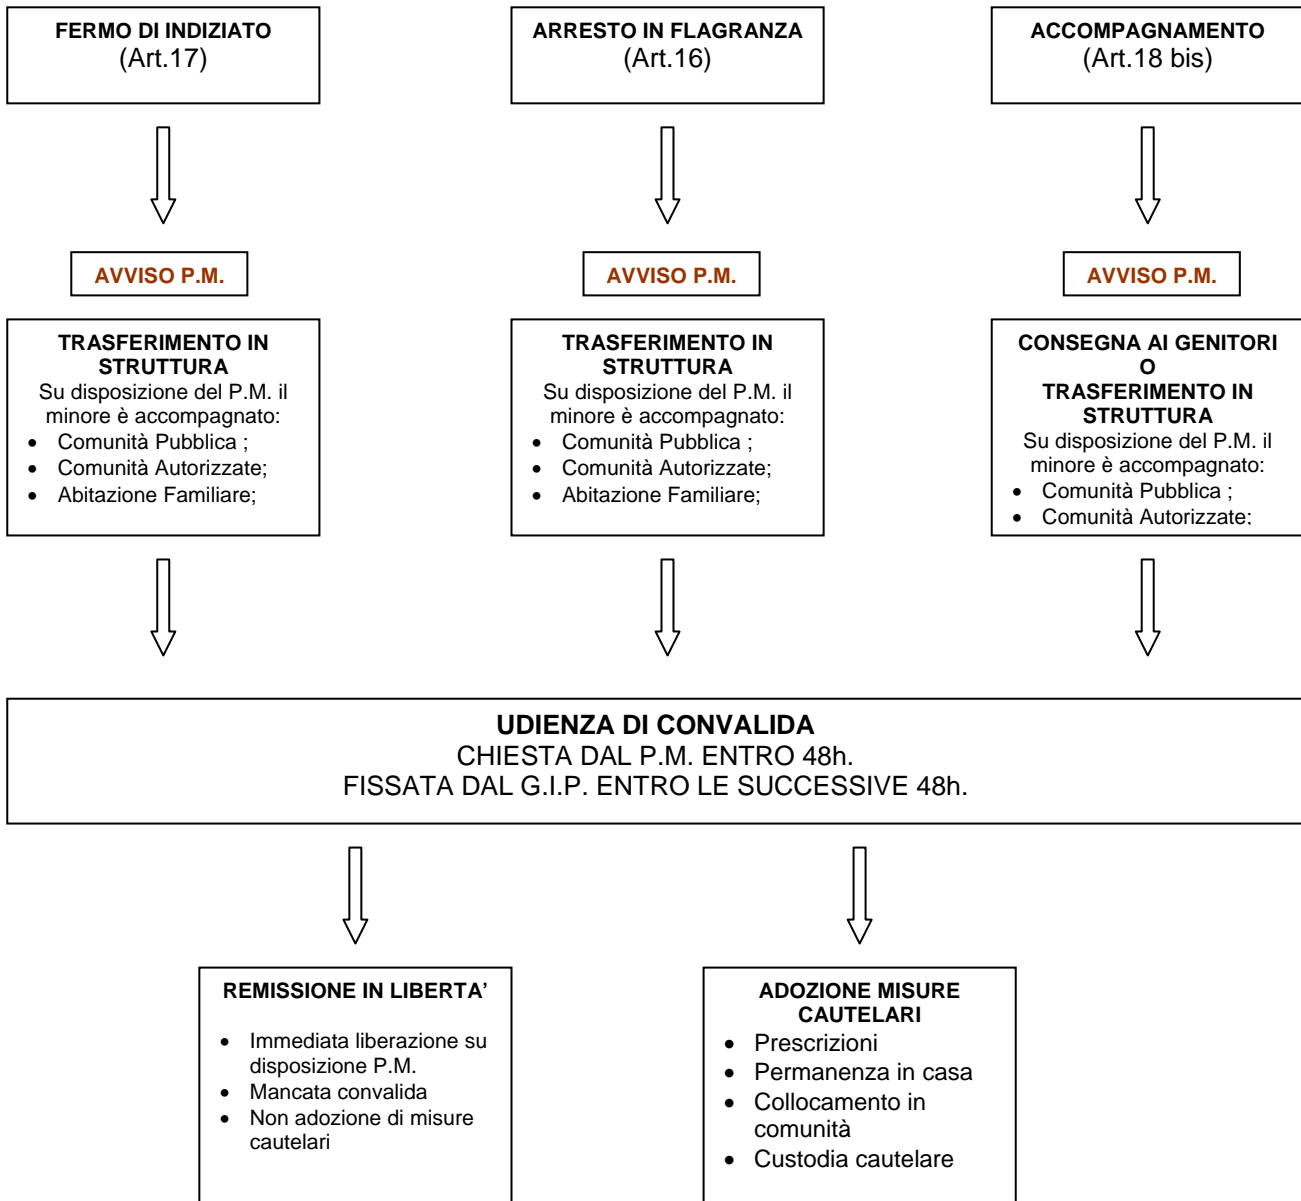 FERMO DI INDIZIATO
(Art.17)
ARRESTO IN FLAGRANZA
(Art.16)
ACCOMPAGNAMENTO
(Art.18 bis)
AVVISO P.M.
AVVISO P.M.
AVVISO P.M.
TRASFERIMENTO IN
STRUTTURA
Su disposizione del P.M. il
minore è accompagnato:
• Comunità Pubblica ;
• Comunità Autorizzate;
• Abitazione Familiare;
TRASFERIMENTO IN
STRUTTURA
Su disposizione del P.M. il
minore è accompagnato:
• Comunità Pubblica ;
• Comunità Autorizzate;
• Abitazione Familiare;
CONSEGNA AI GENITORI
O
TRASFERIMENTO IN
STRUTTURA
Su disposizione del P.M. il
minore è accompagnato:
• Comunità Pubblica ;
• Comunità Autorizzate;
UDIENZA DI CONVALIDA
CHIESTA DAL P.M. ENTRO 48h.
FISSATA DAL G.I.P. ENTRO LE SUCCESSIVE 48h.
REMISSIONE IN LIBERTA'
• Immediata liberazione su
disposizione P.M.
• Mancata convalida
• Non adozione di misure
cautelari
ADOZIONE MISURE
CAUTELARI
• Prescrizioni
• Permanenza in casa
• Collocamento in
comunità
• Custodia cautelare